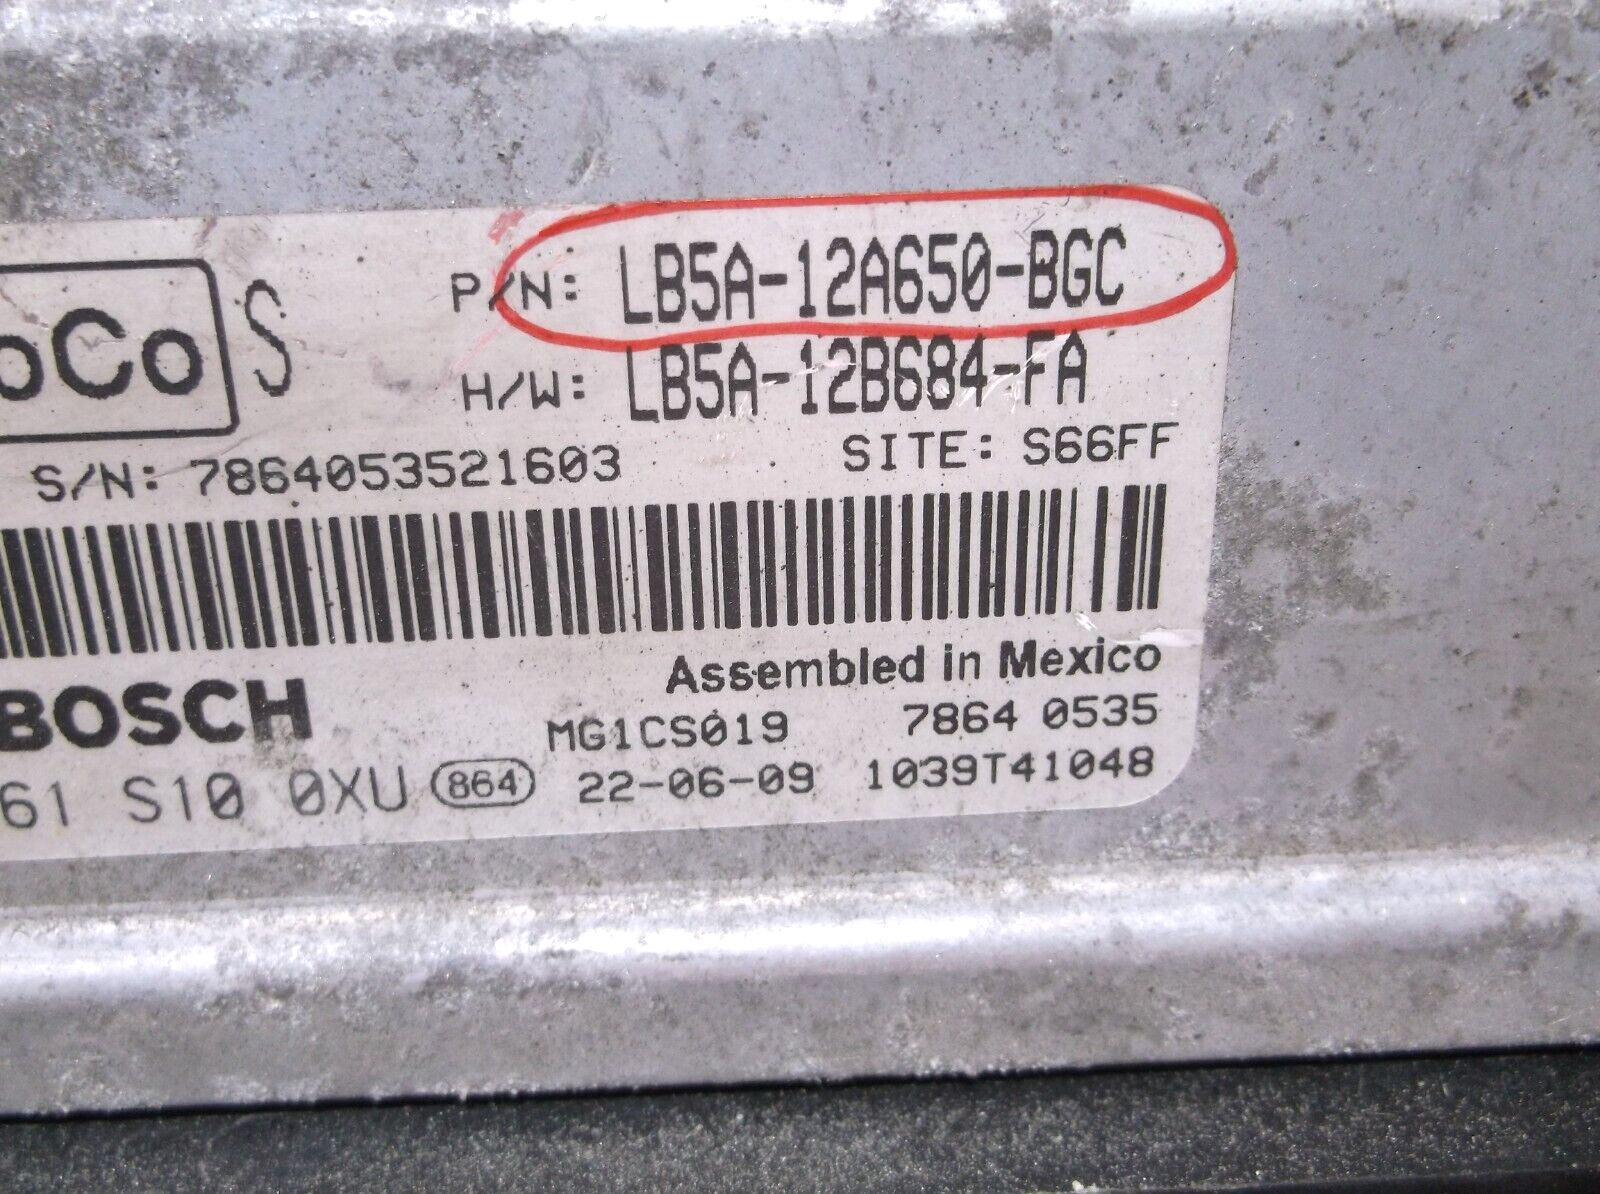 P/N: LB5A-12A650-BGC
oCo S
H/W: LB5A-12B684-FA
S/N: 7864053521603 SITE: S66FF
Assembled in Mexico
BOSCH
MG1CS019 7864 0535
61 S10 0XU 864 22-06-09 1039T41048